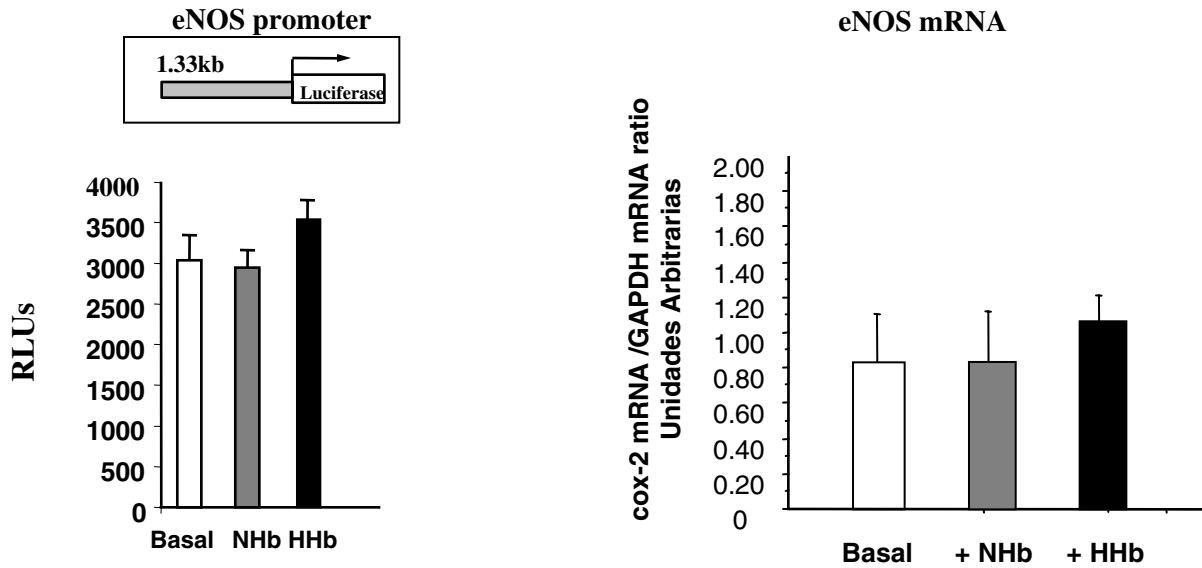 eNOS promoter
1.33kb
Luciferase
RLUs
4000
3500
3000
2500
2000
1500
1000
500
0
Basal NHb HHb
eNOS mRNA
cox-2 mRNA /GAPDH mRNA ratio
Unidades Arbitrarias
2.00
1.80
1.60
1.40
1.20
1.00
0.80
0.60
0.40
0.20
0
Basal + NHb + HHb